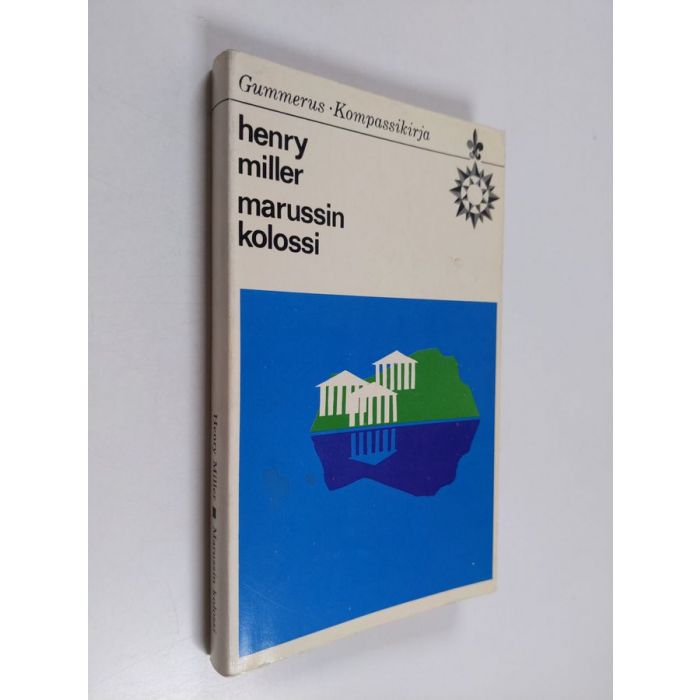 Gummerus · Kompassikirja
henry
miller
marussin
kolossi
Henry Miller ■ Marussin kolossi